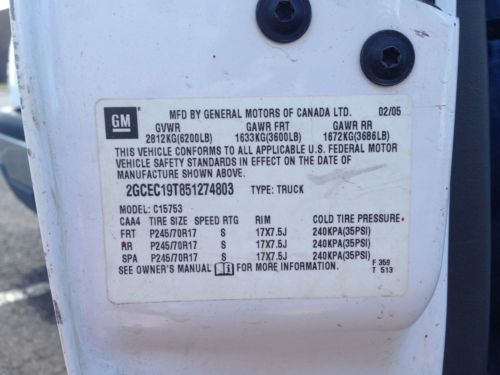 GM
MFD BY GENERAL MOTORS OF CANADA LTD. 02/05
GVWR GAWR FRT GAWR RR
2812KG(6200LB) 1633KG(3600LB) 1672KG(3686LB)
THIS VEHICLE CONFORMS TO ALL APPLICABLE U.S. FEDERAL MOTOR
VEHICLE SAFETY STANDARDS IN EFFECT ON THE DATE OF
MANUFACTURE SHOWN ABOVE.
2GCEC19T851274803 TYPE: TRUCK
MODEL: C15753
CAA4 TIRE SIZE SPEED RTG RIM COLD TIRE PRESSURE
FRT P245/70R17 S 17X7.5J 240KPA(35PSI)
RR P245/70R17 S 17X7.5J 240KPA(35PSI)
SPA P245/70R17 S 17X7.5J 240KPA(35PSI)
SEE OWNER'S MANUAL FOR MORE INFORMATION.
F 359
T 513